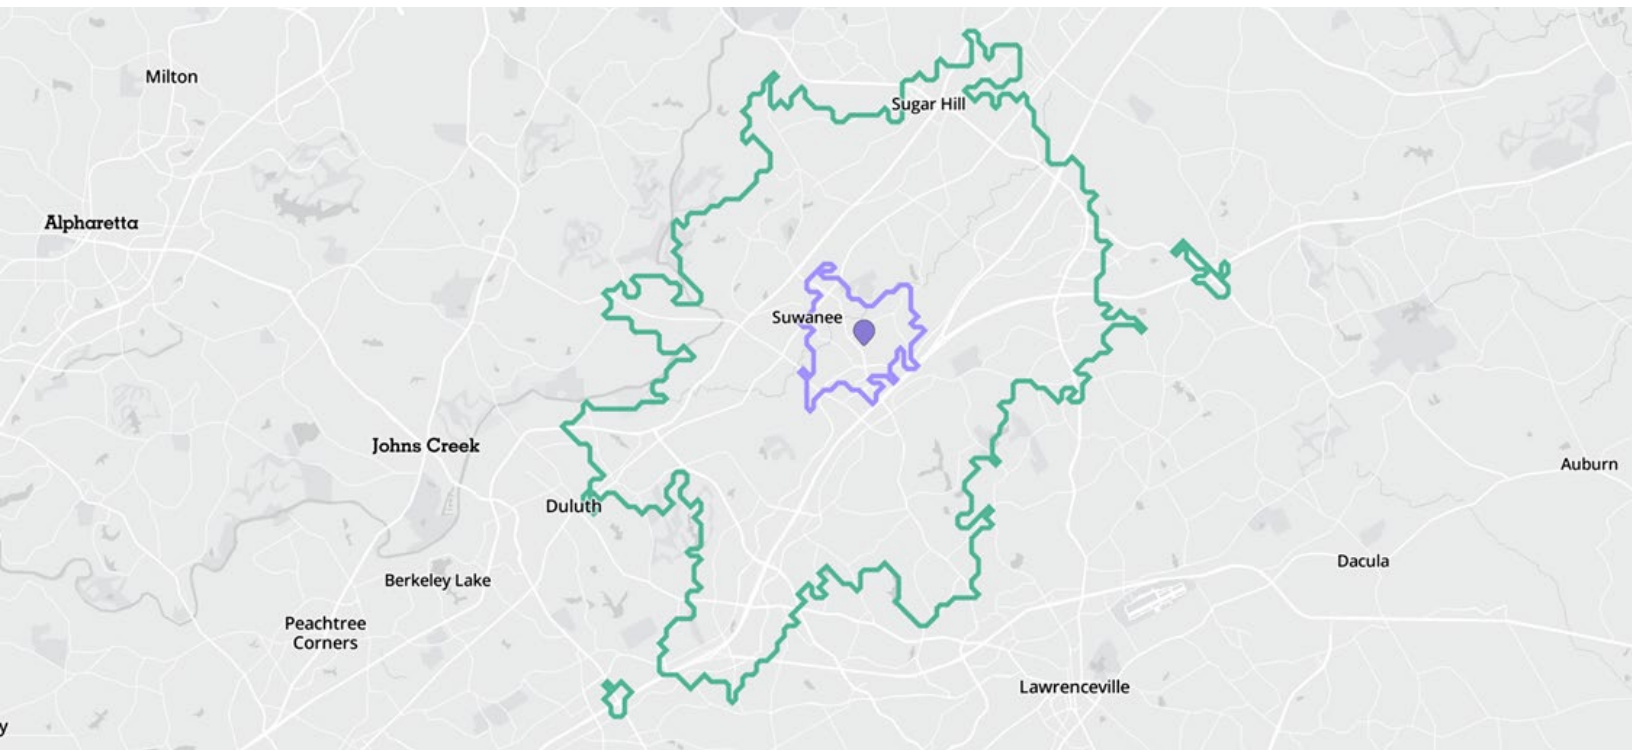 Milton
Sugar Hill
Alpharetta
Suwanee
Johns Creek
Auburn
Duluth
Dacula
Berkeley Lake
Peachtree
Corners
Lawrenceville
y